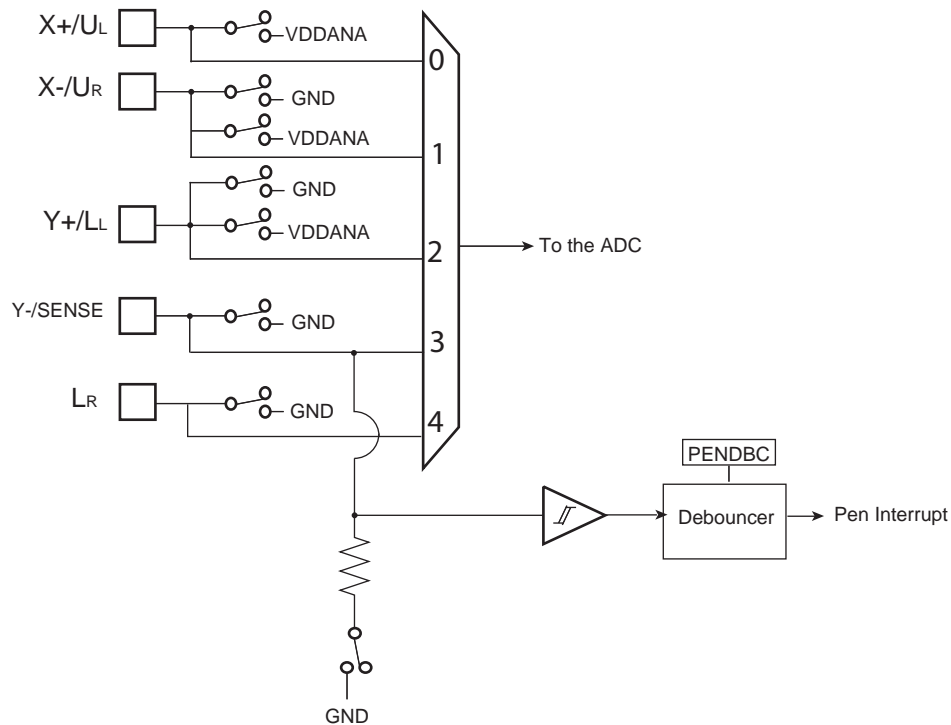 X+/UL
VDDANA
0
X-/UR
GND
VDDANA
1
GND
Y+/LL
VDDANA
2
To the ADC
Y-/SENSE
GND
3
LR
GND
4
PENDBC
Debouncer
Pen Interrupt
GND